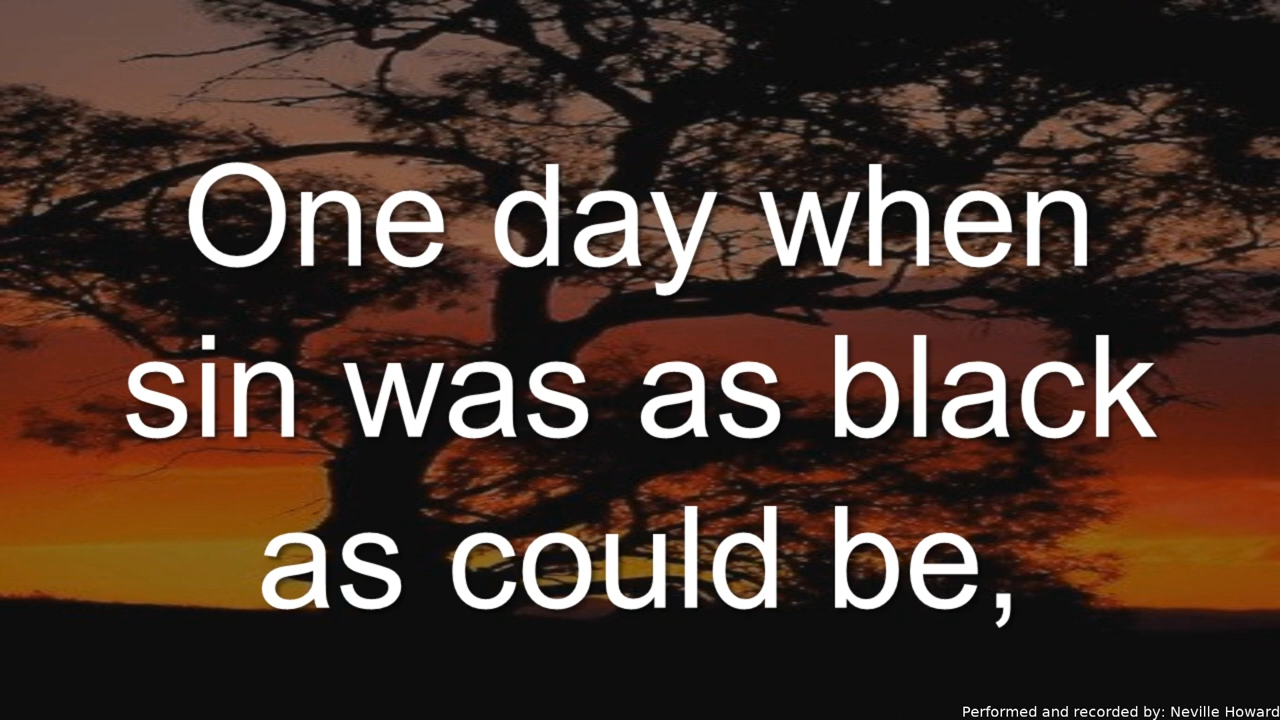 One day when
sin was as black
as could be,
Performed and recorded by: Neville Howard